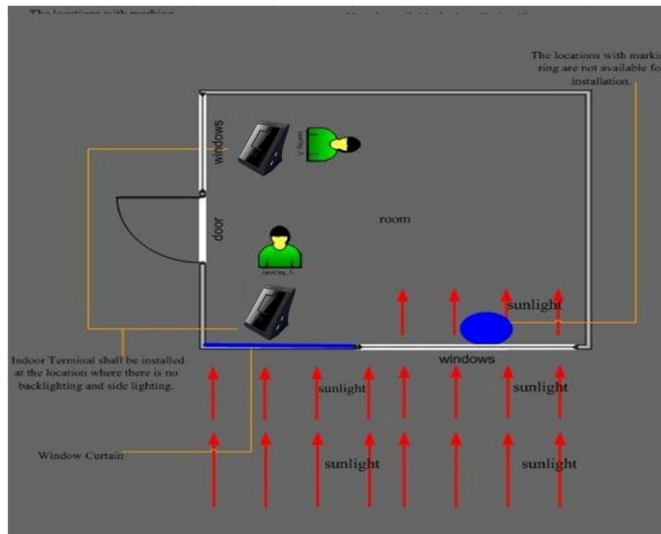 The locations with marking
ring are not available for
installation.
windows
door
room
sunlight
windows
Indoor Terminal shall be installed
at the location where there is no
backlighting and side lighting.
sunlight
sunlight
Window Curtain
sunlight
sunlight